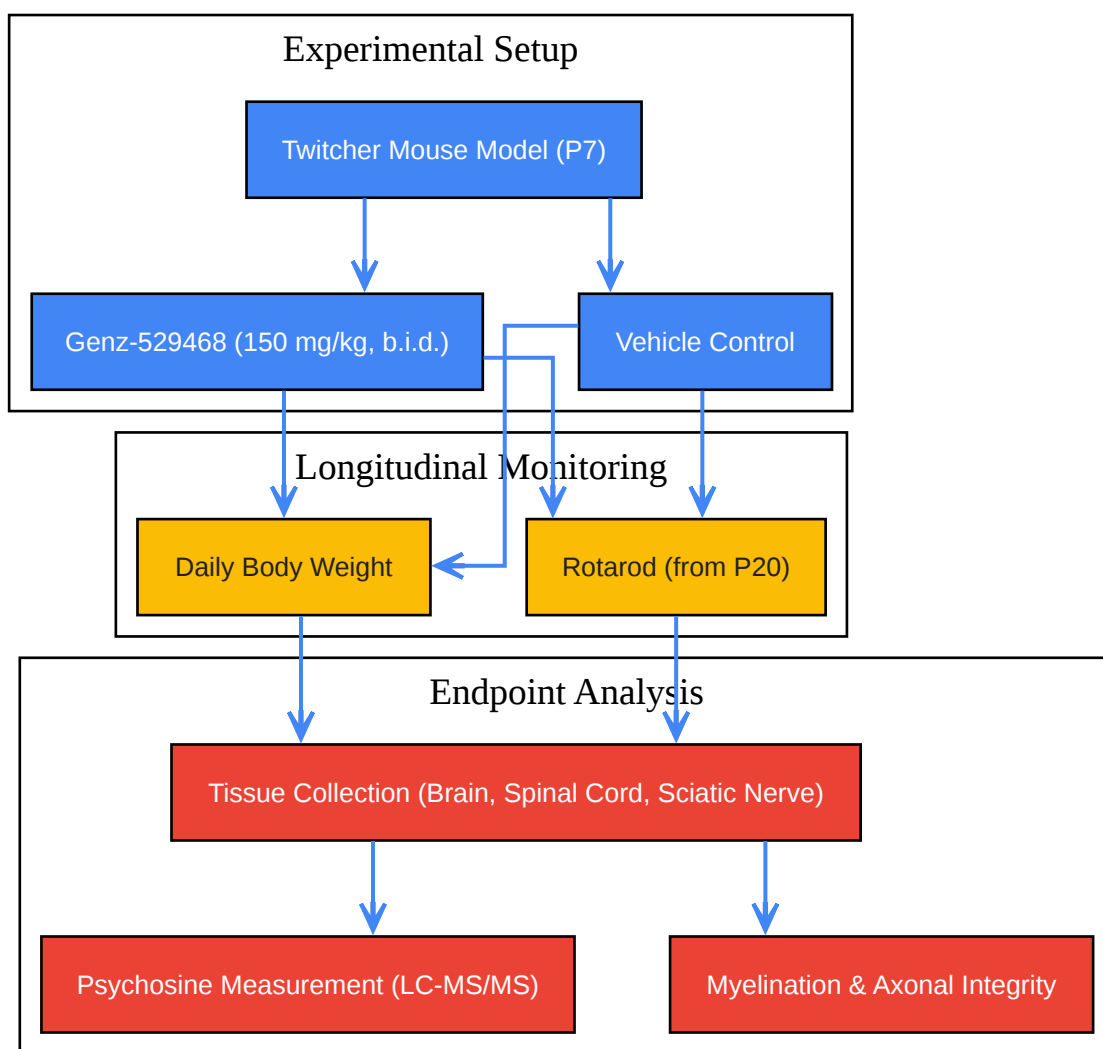 Experimental Setup
Twitcher Mouse Model (P7)
Genz-529468 (150 mg/kg, b.i.d.)
Vehicle Control
Longitudinal Monitoring
Daily Body Weight
Rotarod (from P20)
Endpoint Analysis
Tissue Collection (Brain, Spinal Cord, Sciatic Nerve)
Psychosine Measurement (LC-MS/MS)
Myelination & Axonal Integrity